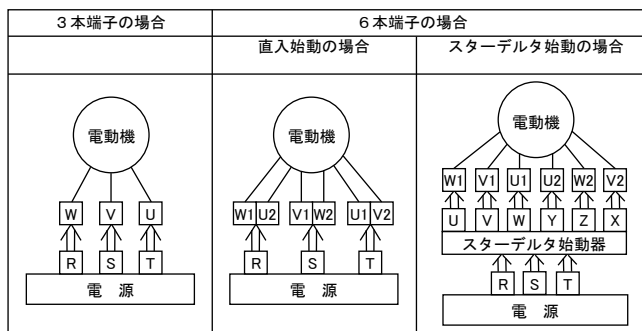 3本端子の場合
6本端子の場合
直入始動の場合
スターデルタ始動の場合
電動機
W V U
R S T
電 源
電動機
W1 U2 V1 W2 U1 V2
R S T
電 源
電動機
W1 V1 U1 U2 W2 V2
U V W Y Z X
スターデルタ始動器
R S T
電 源